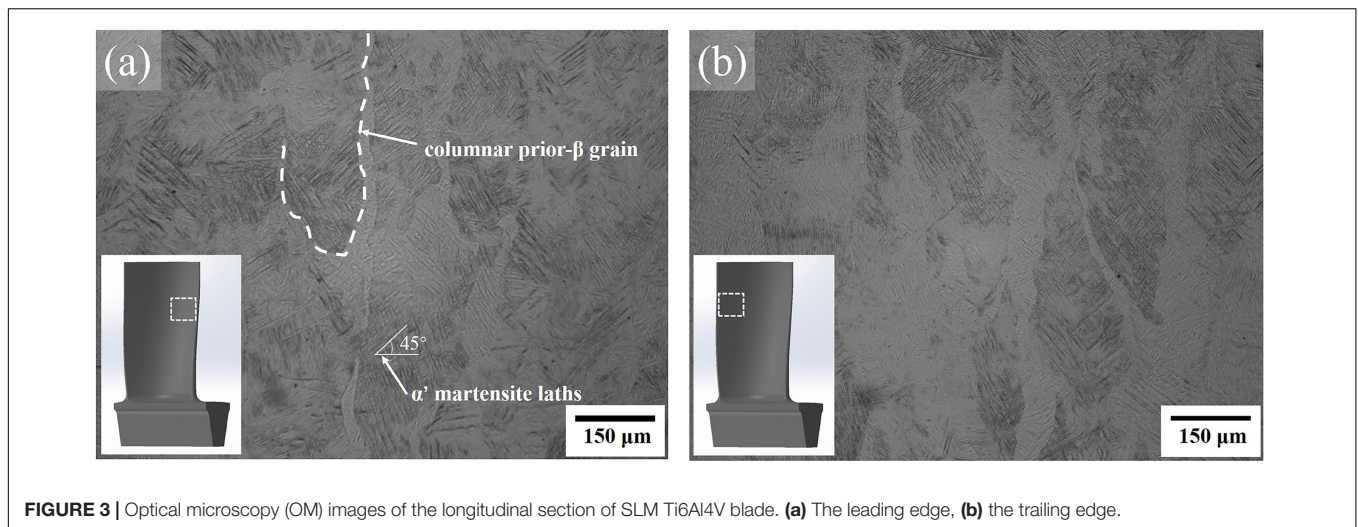 (a)
(b)
columnar prior-β grain
45°
α’ martensite laths
150 μm
150 μm
FIGURE 3 | Optical microscopy (OM) images of the longitudinal section of SLM Ti6Al4V blade. (a) The leading edge, (b) the trailing edge.